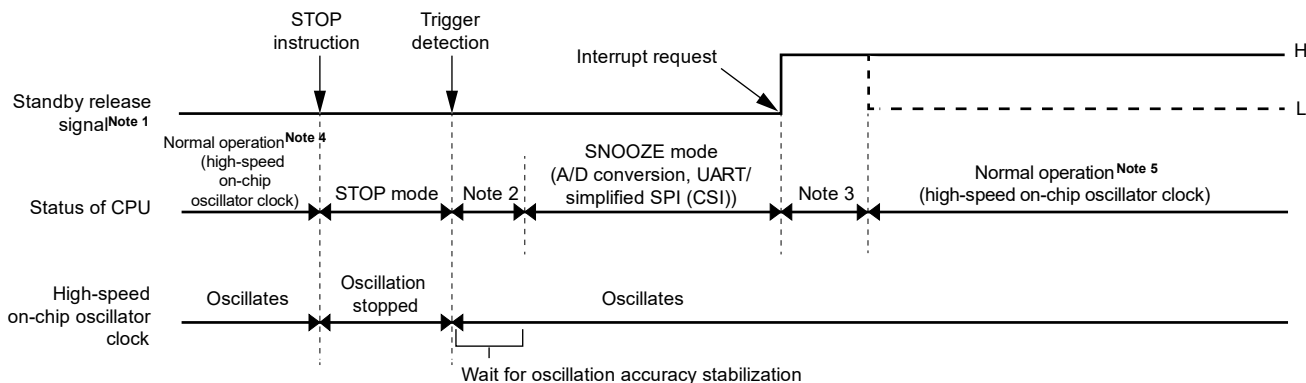 STOP
instruction
Trigger
detection
Interrupt request
H
L
Standby release
signalNote 1
Normal operationNote 4
(high-speed
on-chip
oscillator clock)
STOP mode
Note 2
SNOOZE mode
(A/D conversion, UART/
simplified SPI (CSI))
Note 3
Normal operationNote 5
(high-speed on-chip oscillator clock)
Status of CPU
High-speed
on-chip oscillator
clock
Oscillates
Oscillation
stopped
Oscillates
Wait for oscillation accuracy stabilization